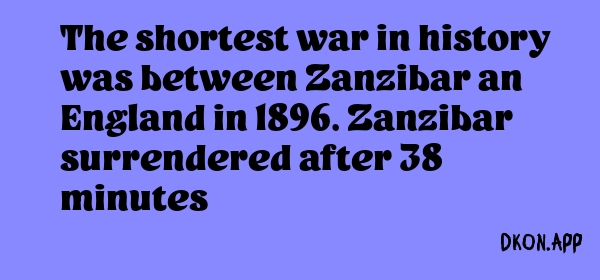 The shortest war in history
was between Zanzibar an
England in 1896. Zanzibar
surrendered after 38
minutes
DKON.APP